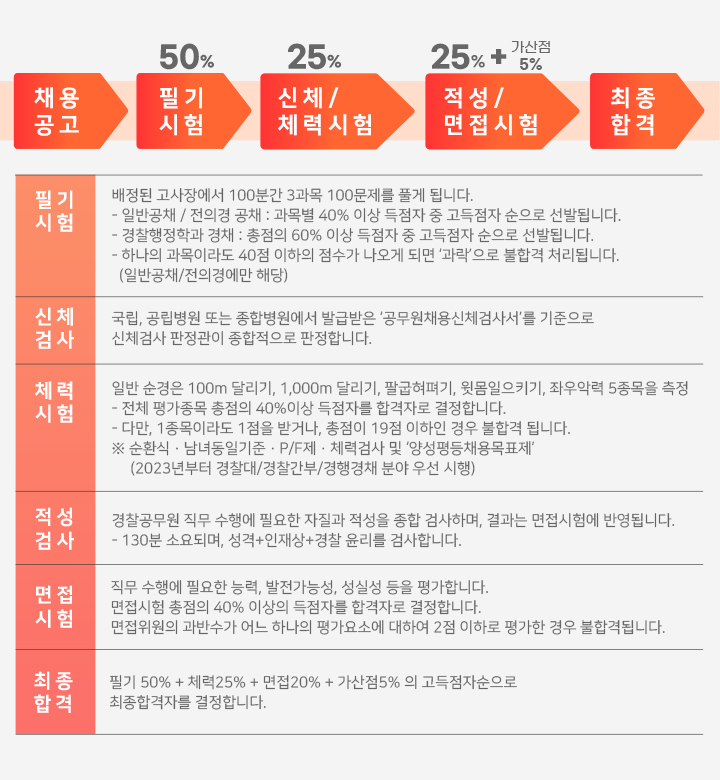 50%
25%
25% + 가산점 5%
채용
공고
필기
시험
신체/
체력시험
적성/
면접시험
최종
합격
필기
시험
배정된 고사장에서 100분간 3과목 100문제를 풀게 됩니다.
- 일반공채 / 전의경 공채 : 과목별 40% 이상 득점자 중 고득점자 순으로 선발됩니다.
- 경찰행정학과 경채 : 총점의 60% 이상 득점자 중 고득점자 순으로 선발됩니다.
- 하나의 과목이라도 40점 이하의 점수가 나오게 되면 ‘과락’으로 불합격 처리됩니다.
(일반공채/전의경에만 해당)
신체
검사
국립, 공립병원 또는 종합병원에서 발급받은 ‘공무원채용신체검사서’를 기준으로
신체검사 판정관이 종합적으로 판정합니다.
체력
시험
일반 순경은 100m 달리기, 1,000m 달리기, 팔굽혀펴기, 윗몸일으키기, 좌우악력 5종목을 측정
- 전체 평가종목 총점의 40%이상 득점자를 합격자로 결정합니다.
- 다만, 1종목이라도 1점을 받거나, 총점이 19점 이하인 경우 불합격 됩니다.
※ 순환식 · 남녀동일기준 · P/F제 · 체력검사 및 ‘양성평등채용목표제’
(2023년부터 경찰대/경찰간부/경행경채 분야 우선 시행)
적성
검사
경찰공무원 직무 수행에 필요한 자질과 적성을 종합 검사하며, 결과는 면접시험에 반영됩니다.
- 130분 소요되며, 성격+인재상+경찰 윤리를 검사합니다.
면접
시험
직무 수행에 필요한 능력, 발전가능성, 성실성 등을 평가합니다.
면접시험 총점의 40% 이상의 득점자를 합격자로 결정합니다.
면접위원의 과반수가 어느 하나의 평가요소에 대하여 2점 이하로 평가한 경우 불합격됩니다.
최종
합격
필기 50% + 체력25% + 면접20% + 가산점5% 의 고득점자순으로
최종합격자를 결정합니다.